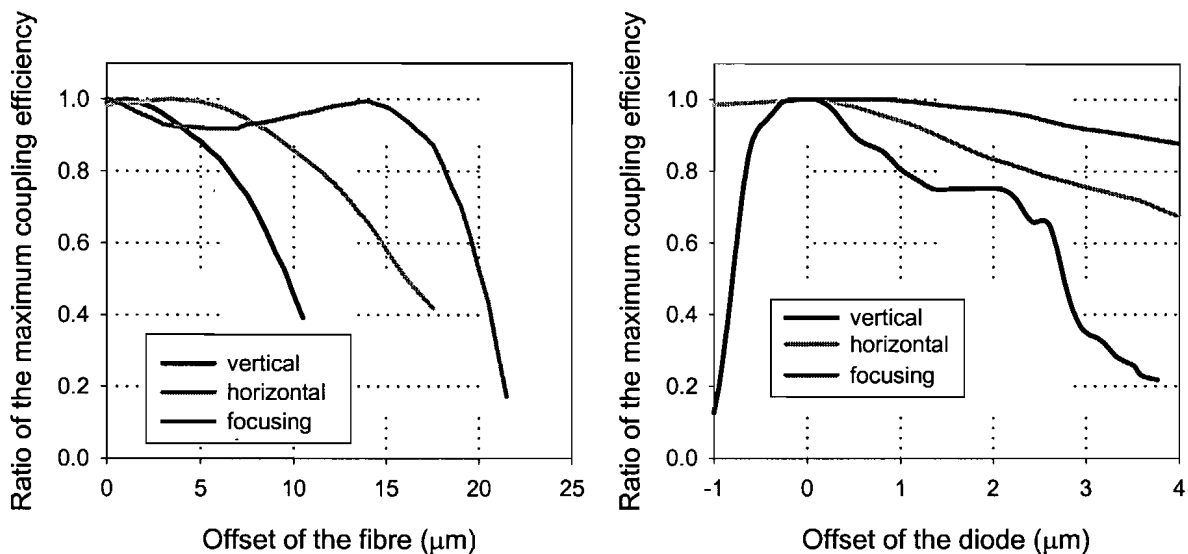 Ratio of the maximum coupling efficiency
1.0
0.8
0.6
0.4
0.2
0.0
vertical
horizontal
focusing
0 5 10 15 20 25
Offset of the fibre (μm)
Ratio of the maximum coupling efficiency
1.0
0.8
0.6
0.4
0.2
0.0
vertical
horizontal
focusing
-1 0 1 2 3 4
Offset of the diode (μm)